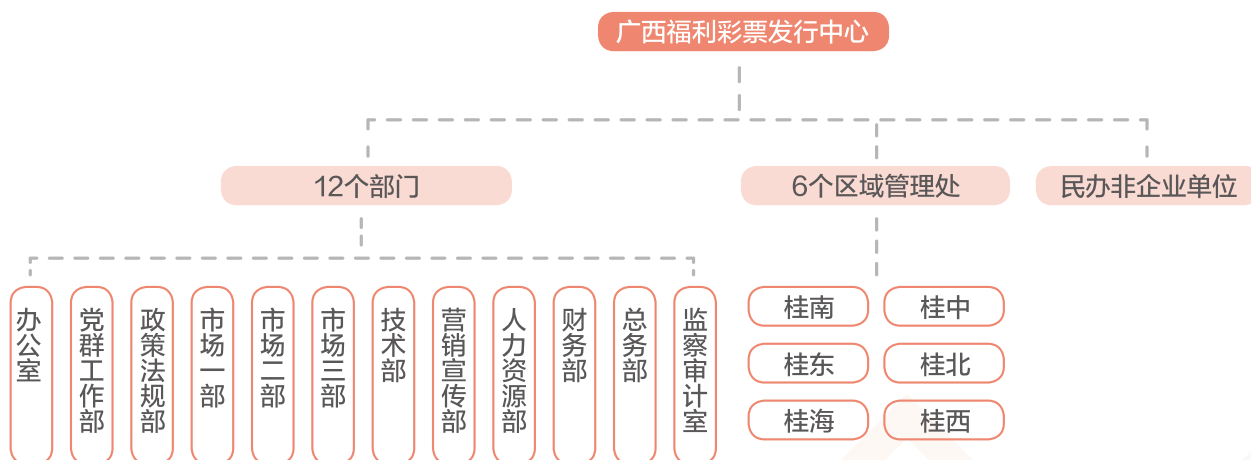 广西福利彩票发行中心
12个部门
6个区域管理处
民办非企业单位
办公室
党群工作部
政策法规部
市场一部
市场二部
市场三部
技术部
营销宣传部
人力资源部
财务部
总务部
监察审计室
桂南
桂中
桂东
桂北
桂海
桂西